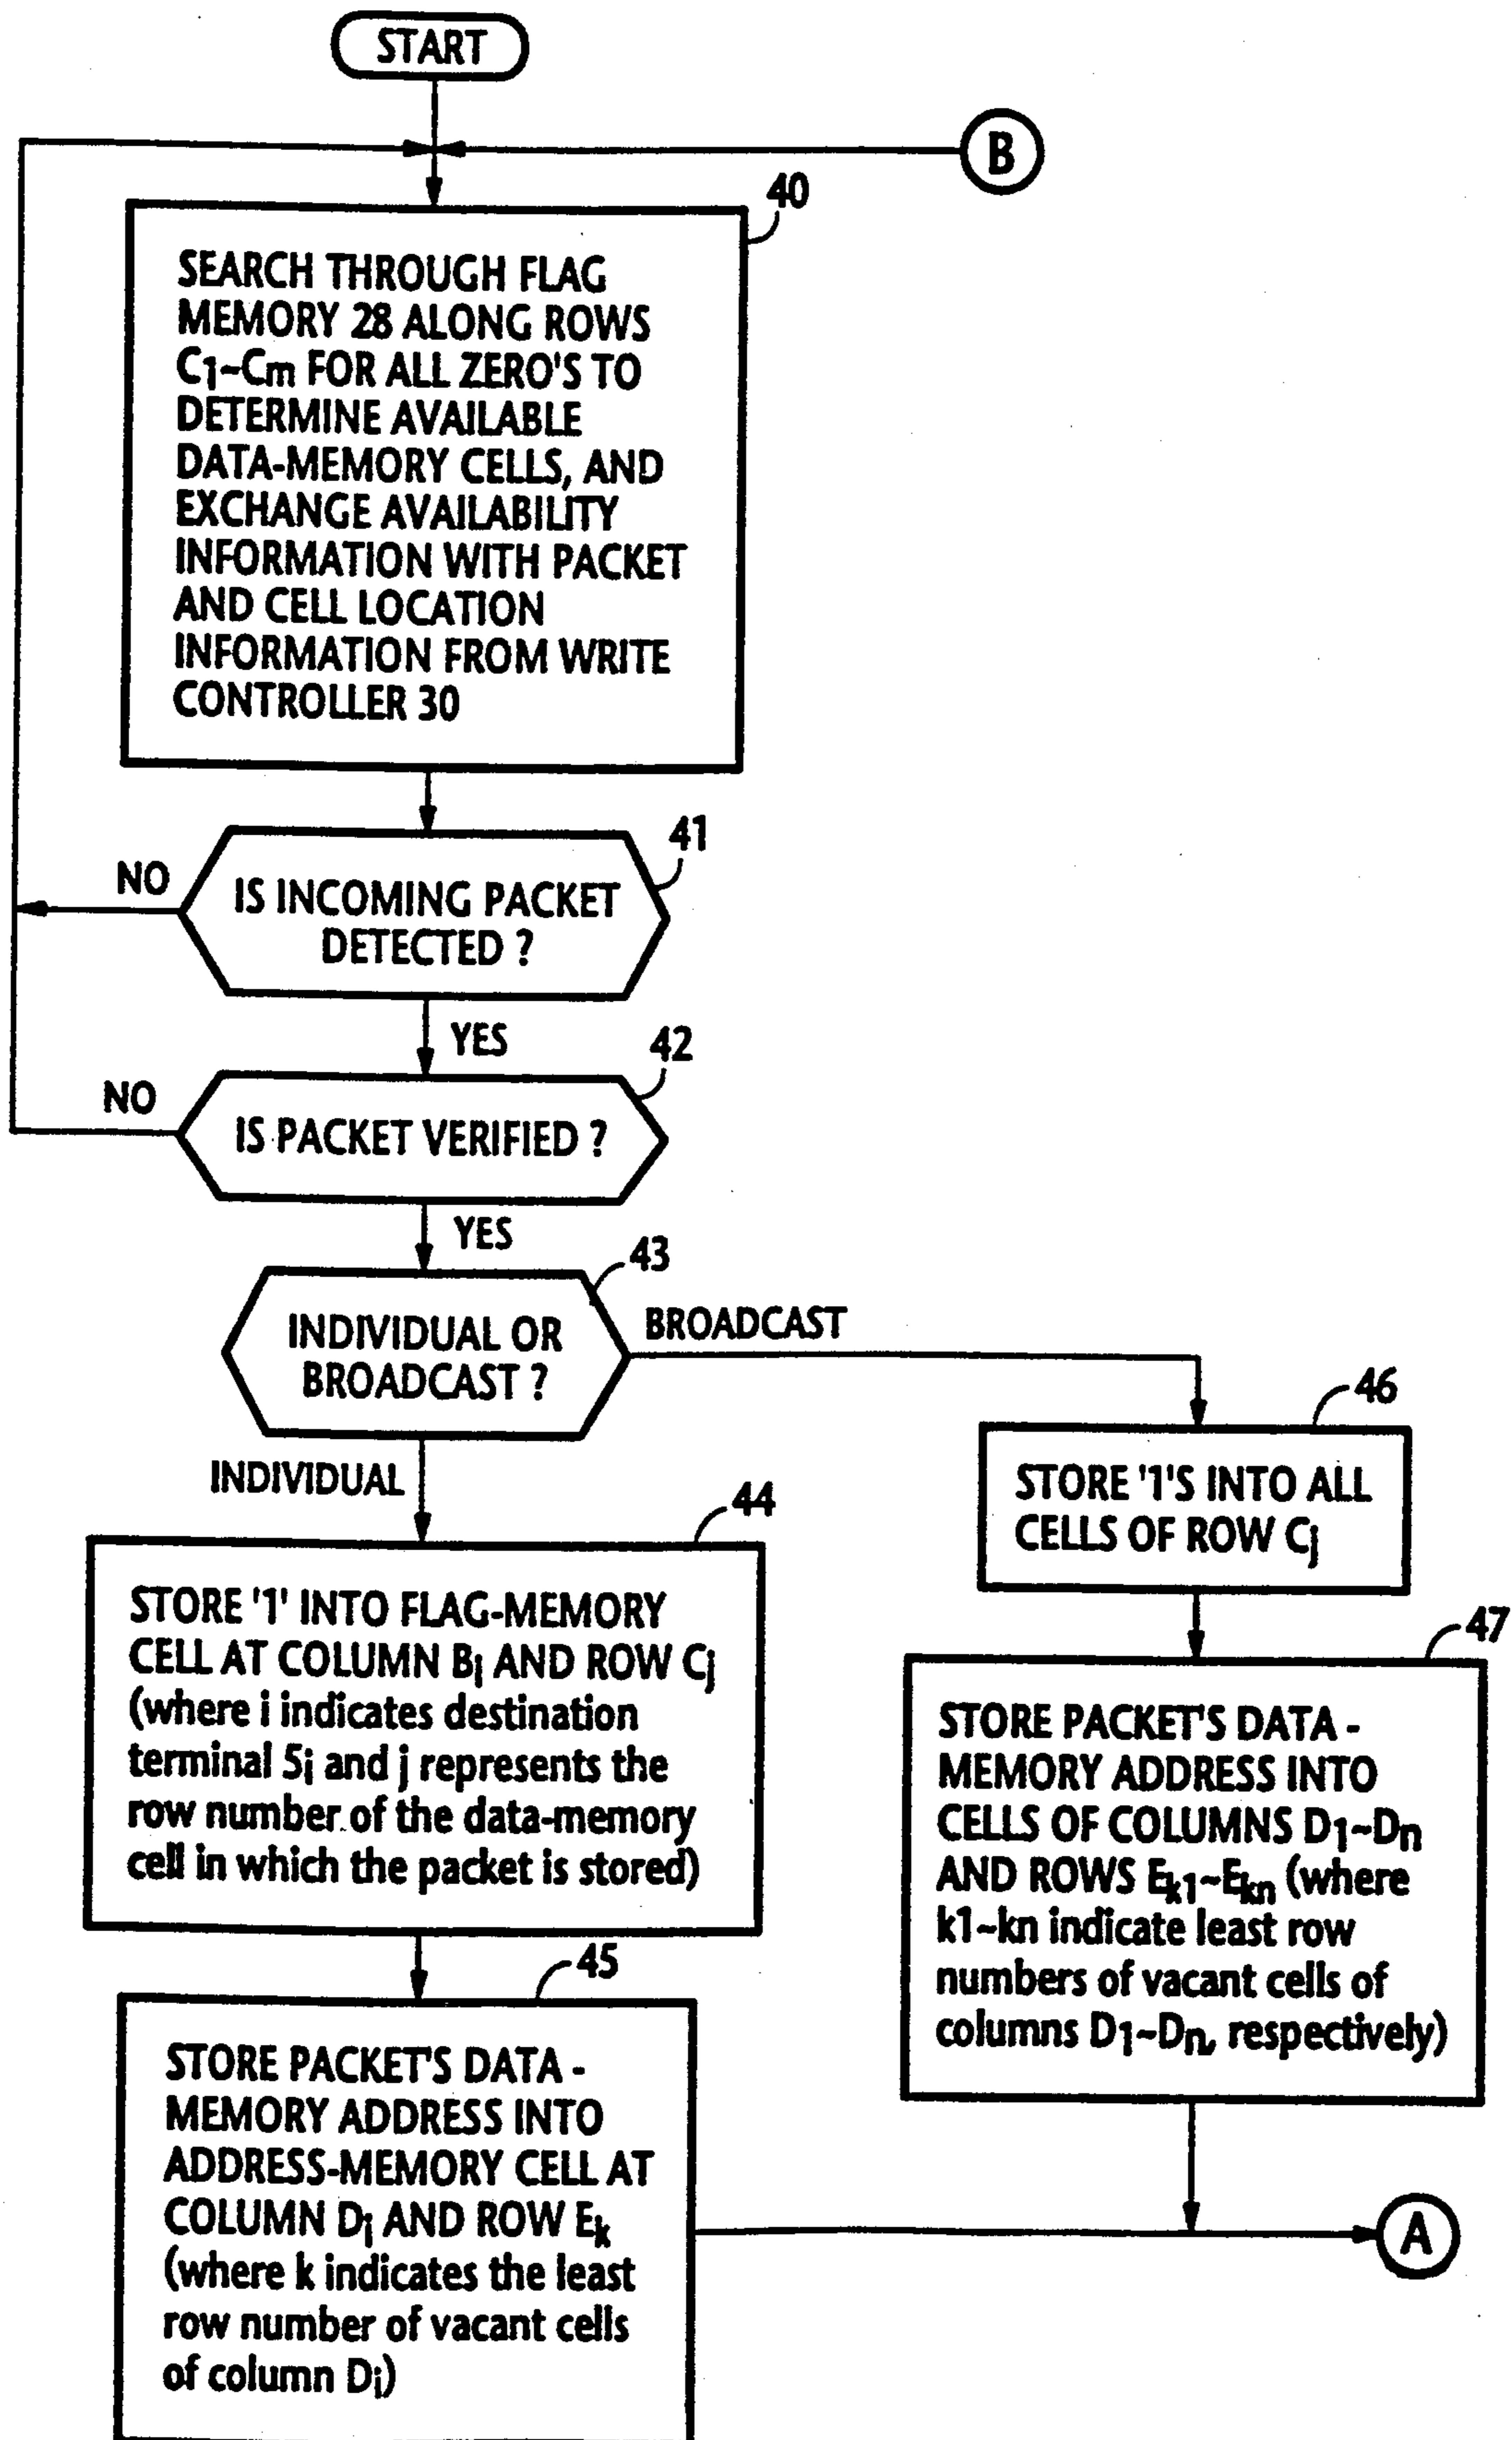 START
B
40
SEARCH THROUGH FLAG
MEMORY 28 ALONG ROWS
C1~Cm FOR ALL ZERO'S TO
DETERMINE AVAILABLE
DATA-MEMORY CELLS, AND
EXCHANGE AVAILABILITY
INFORMATION WITH PACKET
AND CELL LOCATION
INFORMATION FROM WRITE
CONTROLLER 30
41
NO
IS INCOMING PACKET
DETECTED ?
YES
42
NO
IS PACKET VERIFIED ?
YES
43
INDIVIDUAL OR
BROADCAST ?
BROADCAST
INDIVIDUAL
44
STORE '1' INTO FLAG-MEMORY
CELL AT COLUMN Bi AND ROW Cj
(where i indicates destination
terminal 5i and j represents the
row number of the data-memory
cell in which the packet is stored)
45
STORE PACKET'S DATA -
MEMORY ADDRESS INTO
ADDRESS-MEMORY CELL AT
COLUMN Di AND ROW Ek
(where k indicates the least
row number of vacant cells
of column Di)
46
STORE '1'S INTO ALL
CELLS OF ROW Cj
47
STORE PACKET'S DATA -
MEMORY ADDRESS INTO
CELLS OF COLUMNS D1~Dn
AND ROWS Ek1~Ekn (where
k1~kn indicate least row
numbers of vacant cells of
columns D1~Dn, respectively)
A